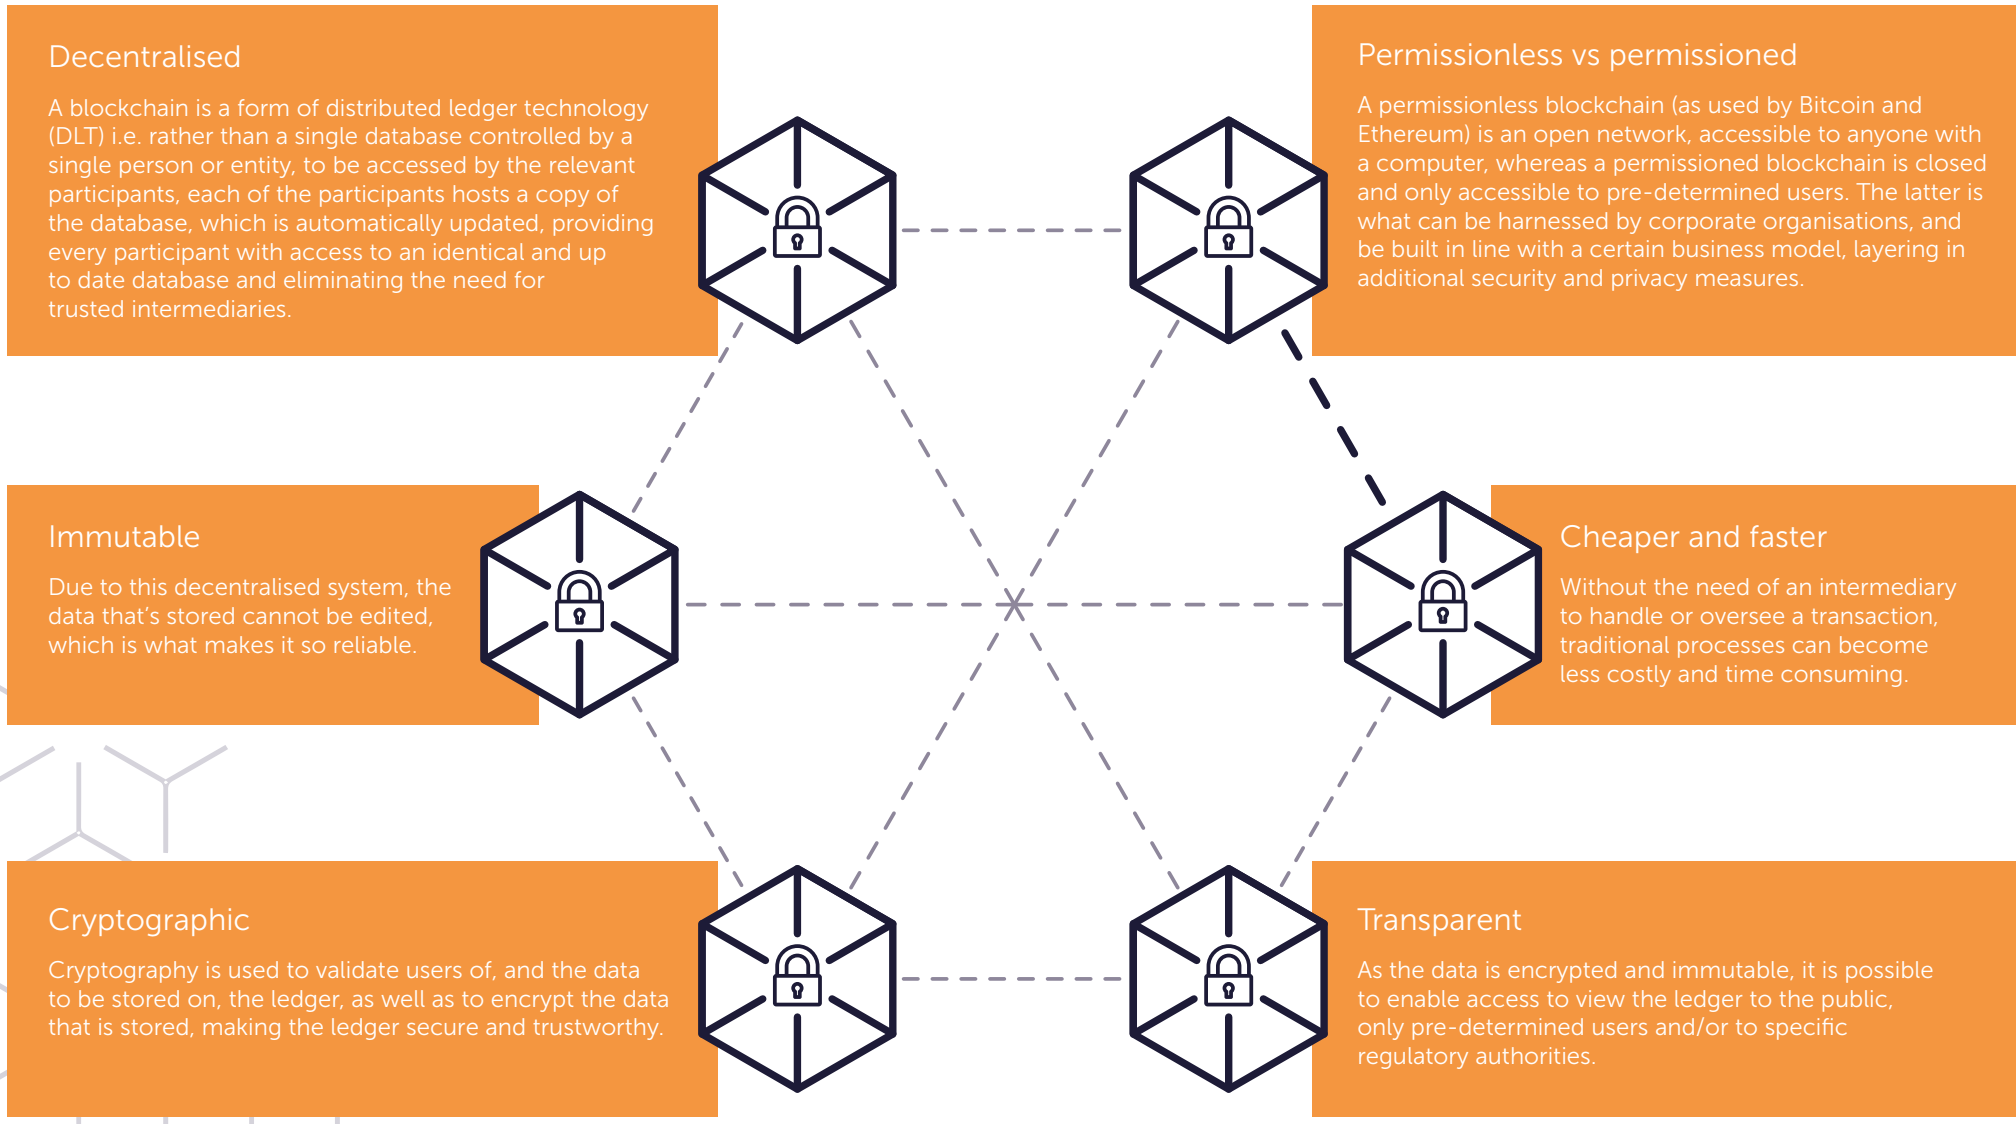 Decentralised
A blockchain is a form of distributed ledger technology
(DLT) i.e. rather than a single database controlled by a
single person or entity, to be accessed by the relevant
participants, each of the participants hosts a copy of
the database, which is automatically updated, providing
every participant with access to an identical and up
to date database and eliminating the need for
trusted intermediaries.
Permissionless vs permissioned
A permissionless blockchain (as used by Bitcoin and
Ethereum) is an open network, accessible to anyone with
a computer, whereas a permissioned blockchain is closed
and only accessible to pre-determined users. The latter is
what can be harnessed by corporate organisations, and
be built in line with a certain business model, layering in
additional security and privacy measures.
Immutable
Due to this decentralised system, the
data that's stored cannot be edited,
which is what makes it so reliable.
Cheaper and faster
Without the need of an intermediary
to handle or oversee a transaction,
traditional processes can become
less costly and time consuming.
Cryptographic
Cryptography is used to validate users of, and the data
to be stored on, the ledger, as well as to encrypt the data
that is stored, making the ledger secure and trustworthy.
Transparent
As the data is encrypted and immutable, it is possible
to enable access to view the ledger to the public,
only pre-determined users and/or to specific
regulatory authorities.